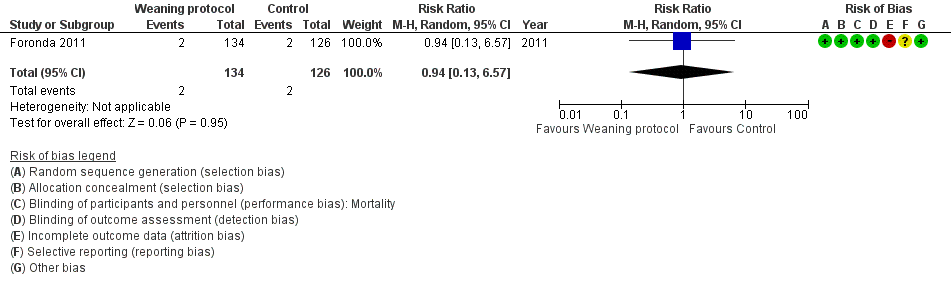 Weaning protocol Control Risk Ratio Risk Ratio Risk of Bias
Study or Subgroup Events Total Events Total Weight M-H, Random, 95% CI Year M-H, Random, 95% CI A B C D E F G
Foronda 2011 2 134 2 126 100.0% 0.94 [0.13, 6.57] 2011 + + + + - ? +
Total (95% CI) 134 126 100.0% 0.94 [0.13, 6.57]
Total events 2 2
Heterogeneity: Not applicable
Test for overall effect: Z = 0.06 (P = 0.95)
0.01 0.1 1 10 100
Favours Weaning protocol Favours Control
Risk of bias legend
(A) Random sequence generation (selection bias)
(B) Allocation concealment (selection bias)
(C) Blinding of participants and personnel (performance bias): Mortality
(D) Blinding of outcome assessment (detection bias)
(E) Incomplete outcome data (attrition bias)
(F) Selective reporting (reporting bias)
(G) Other bias